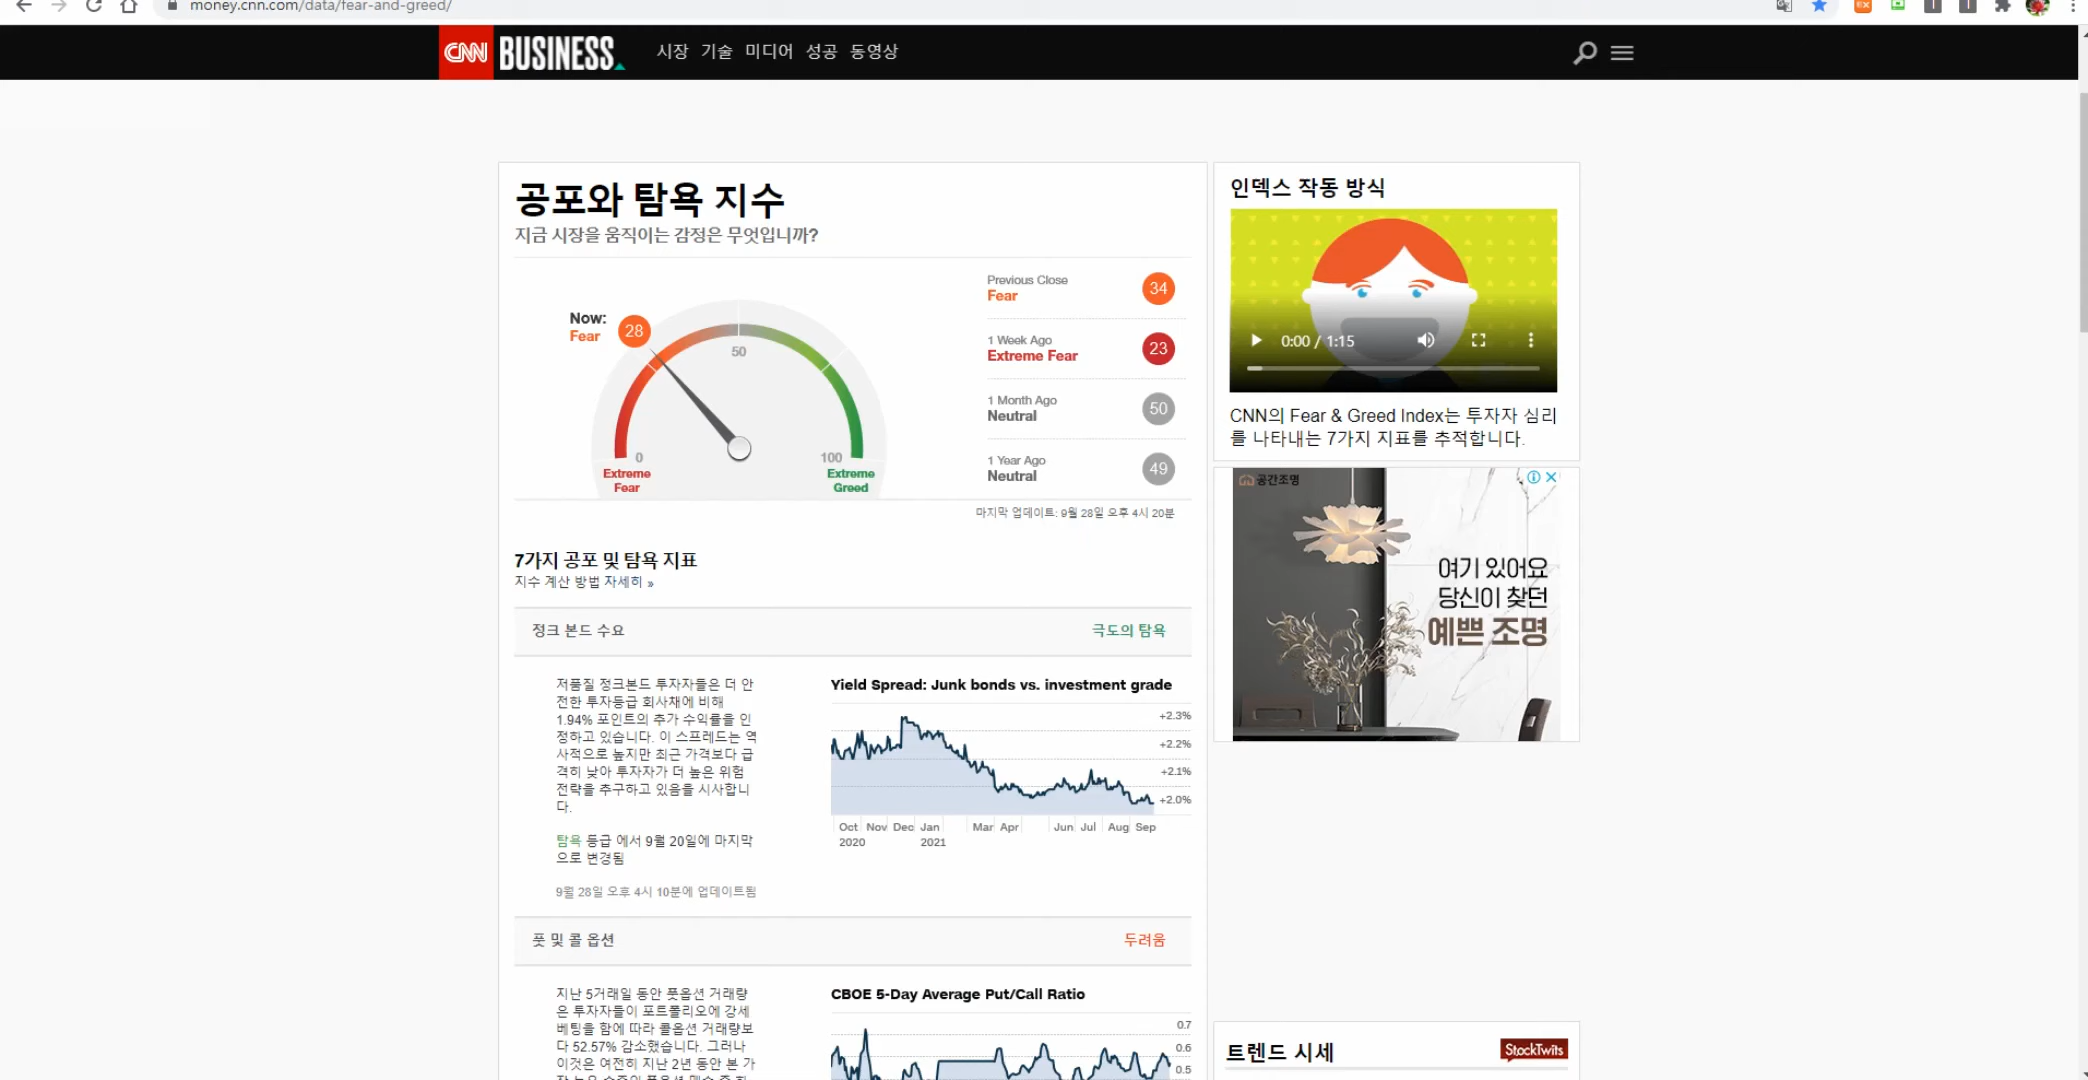 money.cnn.com/data/fear-and-greed/
CNN BUSINESS
시장 기술 미디어 성공 동영상
공포와 탐욕 지수
지금 시장을 움직이는 감정은 무엇입니까?
Now:
Fear
28
50
0
100
Extreme
Fear
Extreme
Greed
Previous Close
Fear
34
1 Week Ago
Extreme Fear
23
1 Month Ago
Neutral
50
1 Year Ago
Neutral
49
마지막 업데이트: 9월 28일 오후 4시 20분
7가지 공포 및 탐욕 지표
지수 계산 방법 자세히 »
정크 본드 수요
극도의 탐욕
저품질 정크본드 투자자들은 더 안
전한 투자등급 회사채에 비해
1.94% 포인트의 추가 수익률을 인
정하고 있습니다. 이 스프레드는 역
사적으로 높지만 최근 가격보다 급
격히 낮아 투자자가 더 높은 위험
전략을 추구하고 있음을 시사합니
다.
탐욕 등급 에서 9월 20일에 마지막
으로 변경됨
9월 28일 오후 4시 10분에 업데이트됨
Yield Spread: Junk bonds vs. investment grade
+2.3%
+2.2%
+2.1%
+2.0%
Oct Nov Dec Jan Mar Apr Jun Jul Aug Sep
2020 2021
풋 및 콜 옵션
두려움
지난 5거래일 동안 풋옵션 거래량
은 투자자들이 포트폴리오에 강세
베팅을 함에 따라 콜옵션 거래량보
다 52.57% 감소했습니다. 그러나
이것은 여전히 지난 2년 동안 본 가
CBOE 5-Day Average Put/Call Ratio
0.7
0.6
0.5
인덱스 작동 방식
0:00 / 1:15
CNN의 Fear & Greed Index는 투자자 심리
를 나타내는 7가지 지표를 추적합니다.
공간조명
여기 있어요
당신이 찾던
예쁜 조명
트렌드 시세
StockTwits